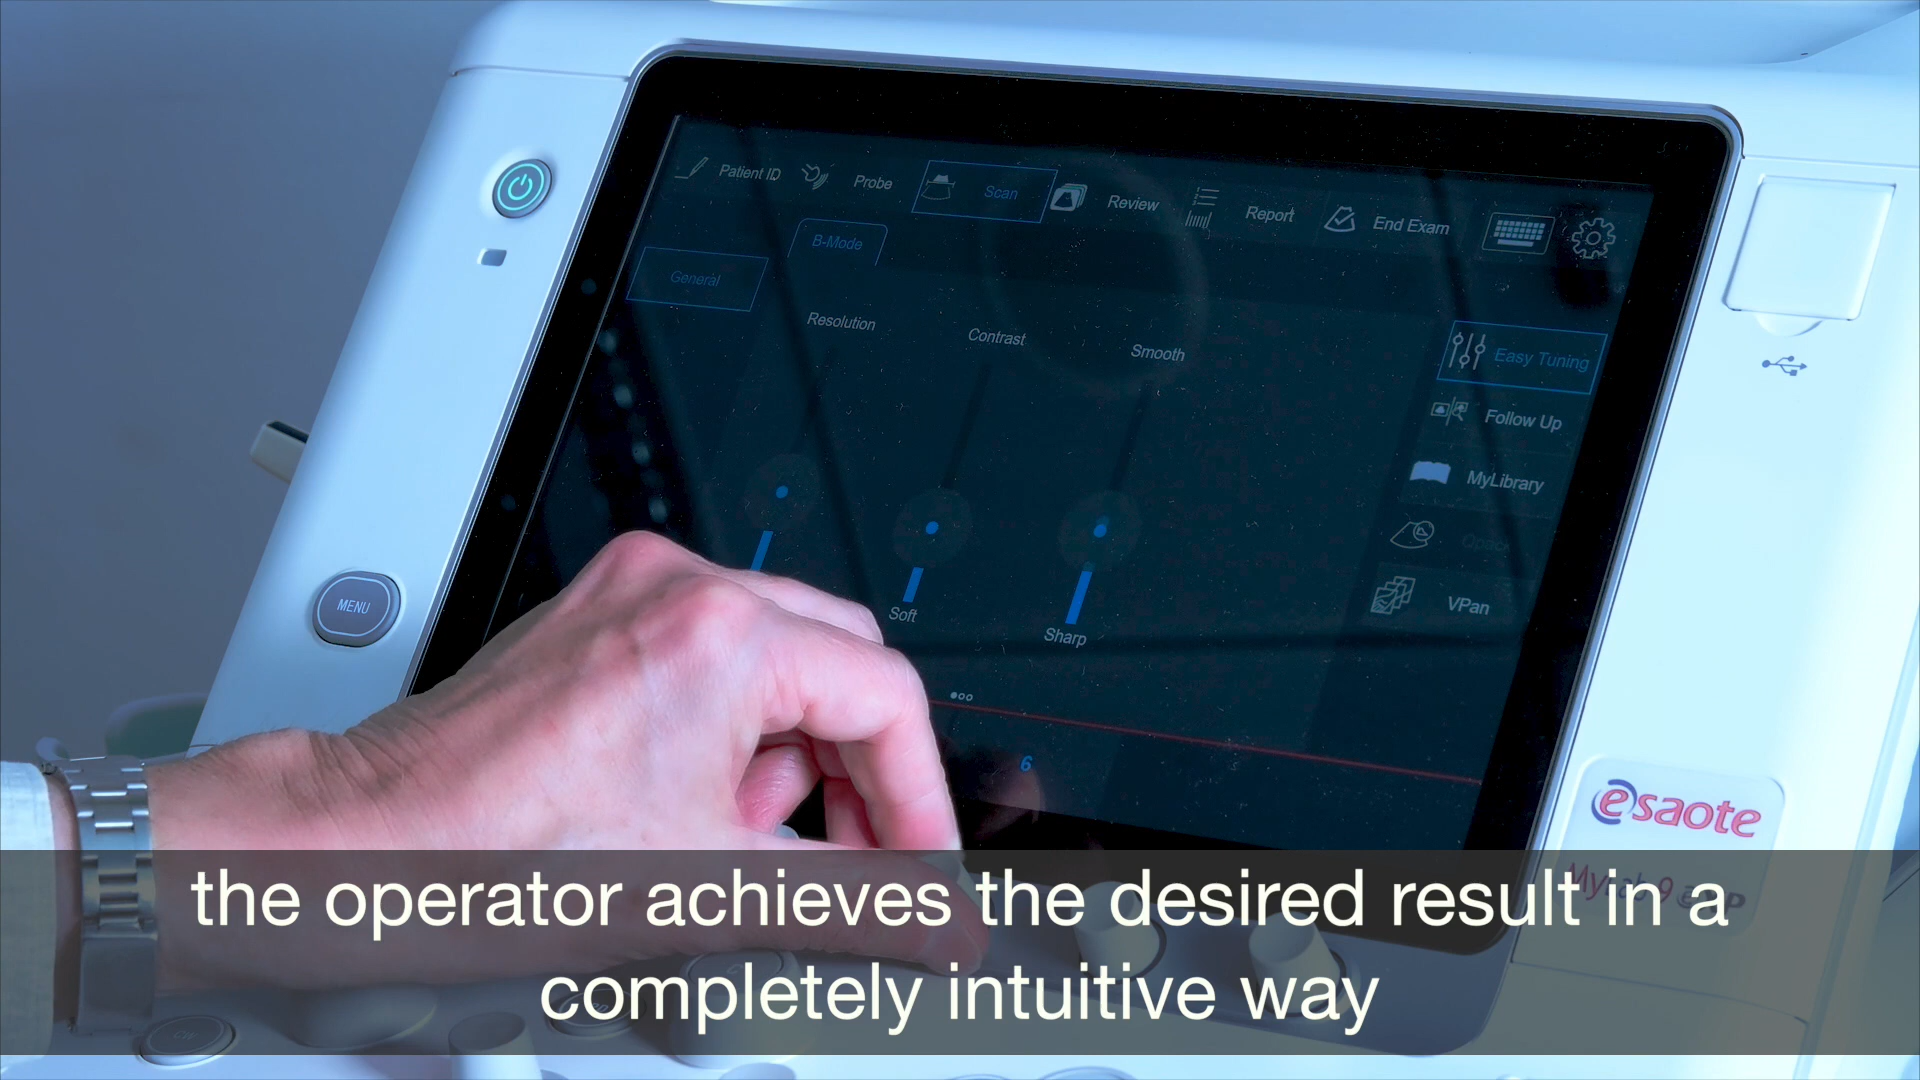 Patient ID
Probe
Scan
Review
Report
End Exam
B-Mode
General
Resolution
Contrast
Smooth
Easy Tuning
Follow Up
MyLibrary
VPan
Soft
Sharp
6
MENU
esaote
the operator achieves the desired result in a
completely intuitive way